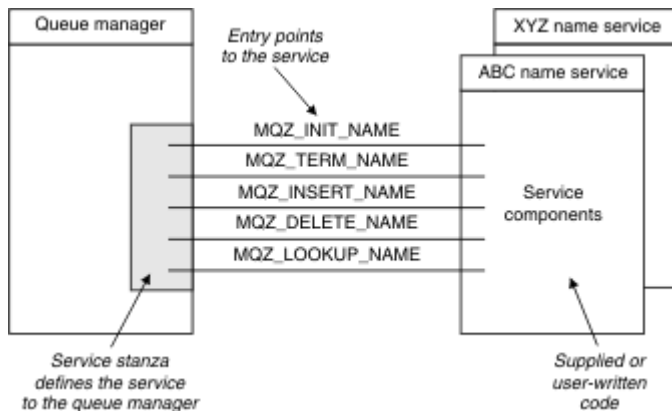 Queue manager
Entry points
to the service
XYZ name service
ABC name service
MQZ_INIT_NAME
MQZ_TERM_NAME
MQZ_INSERT_NAME
MQZ_DELETE_NAME
MQZ_LOOKUP_NAME
Service
components
Service stanza
defines the service
to the queue manager
Supplied or
user-written
code